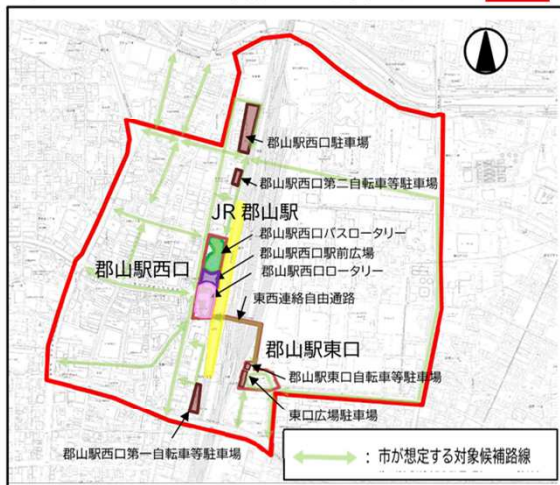 郡山駅西口駐車場
郡山駅西口第二自転車等駐車場
JR 郡山駅
郡山駅西口バスロータリー
郡山駅西口駅前広場
郡山駅西口
郡山駅西口ロータリー
東西連絡自由通路
郡山駅東口
郡山駅東口自転車等駐車場
東口広場駐車場
郡山駅西口第一自転車等駐車場
：市が想定する対象候補路線